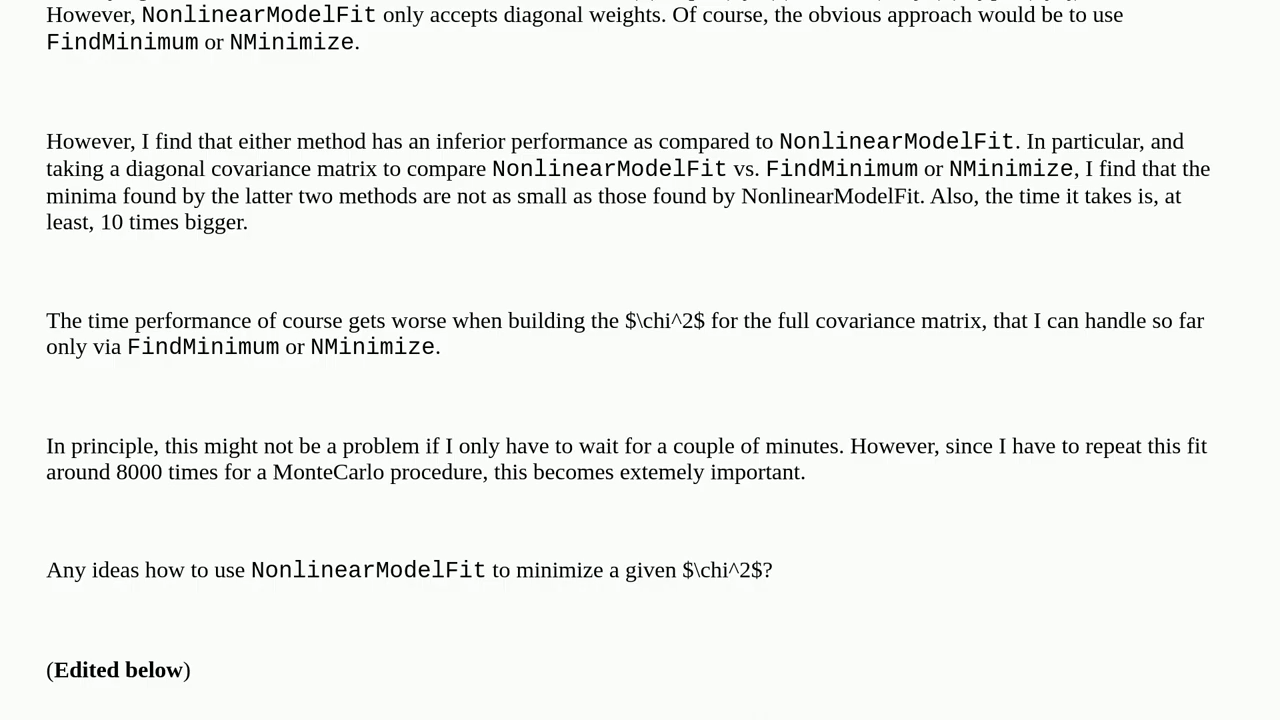 However, NonlinearModelFit only accepts diagonal weights. Of course, the obvious approach would be to use
FindMinimum or NMinimize.
However, I find that either method has an inferior performance as compared to NonlinearModelFit. In particular, and
taking a diagonal covariance matrix to compare NonlinearModelFit vs. FindMinimum or NMinimize, I find that the
minima found by the latter two methods are not as small as those found by NonlinearModelFit. Also, the time it takes is, at
least, 10 times bigger.
The time performance of course gets worse when building the $\chi^2$ for the full covariance matrix, that I can handle so far
only via FindMinimum or NMinimize.
In principle, this might not be a problem if I only have to wait for a couple of minutes. However, since I have to repeat this fit
around 8000 times for a MonteCarlo procedure, this becomes extemely important.
Any ideas how to use NonlinearModelFit to minimize a given $\chi^2$?
(Edited below)